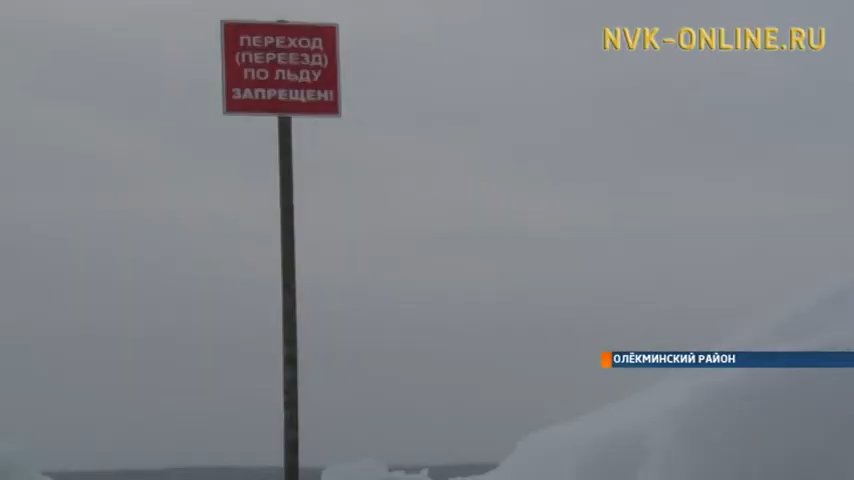 ПЕРЕХОД
(ПЕРЕЕЗД)
ПО ЛЬДУ
ЗАПРЕЩЕН!
NVK-ONLINE.RU
ОЛЁКМИНСКИЙ РАЙОН